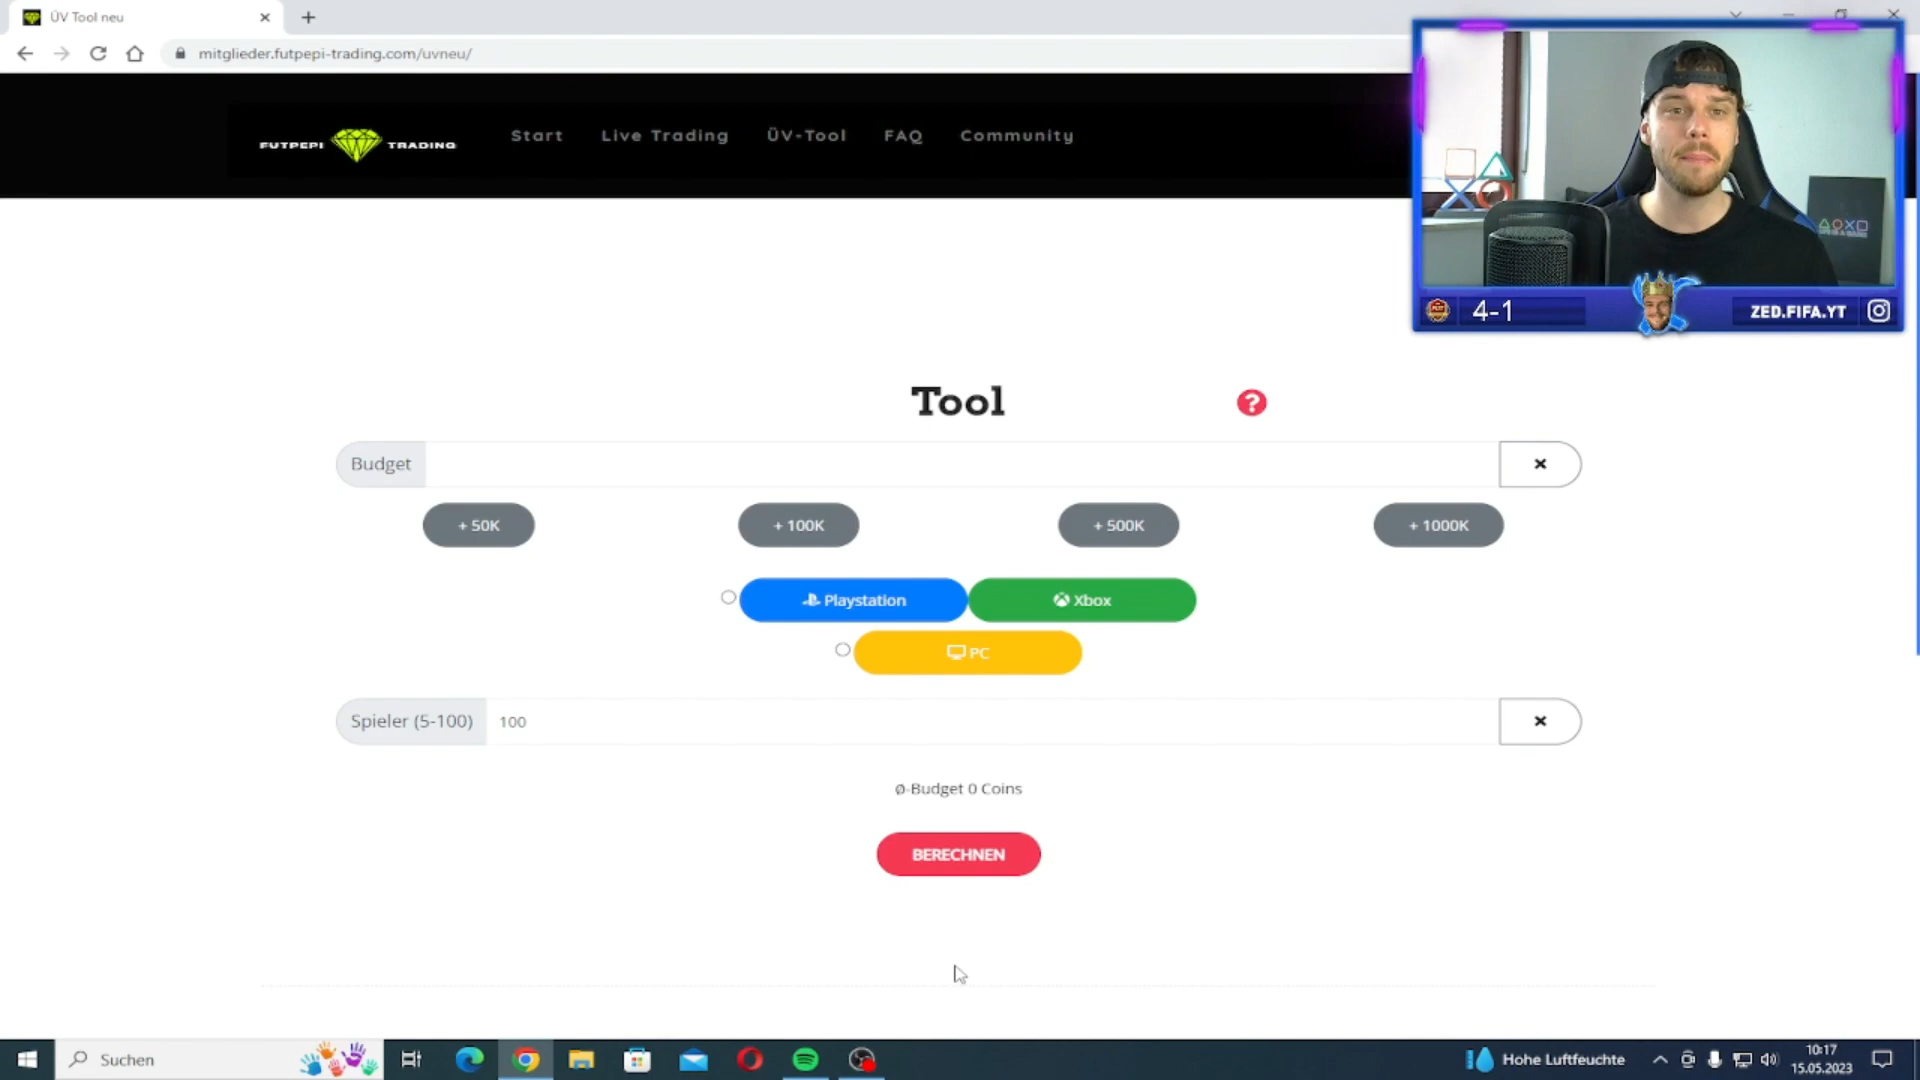 ÜV Tool neu
mitglieder.futpepi-trading.com/uvneu/
FUTPEPI TRADING
Start
Live Trading
ÜV-Tool
FAQ
Community
4-1
ZED.FIFA.YT
Tool
?
Budget
+ 50K
+ 100K
+ 500K
+ 1000K
Playstation
Xbox
PC
Spieler (5-100)
100
ø-Budget 0 Coins
BERECHNEN
Suchen
Hohe Luftfeuchte
10:17
15.05.2023